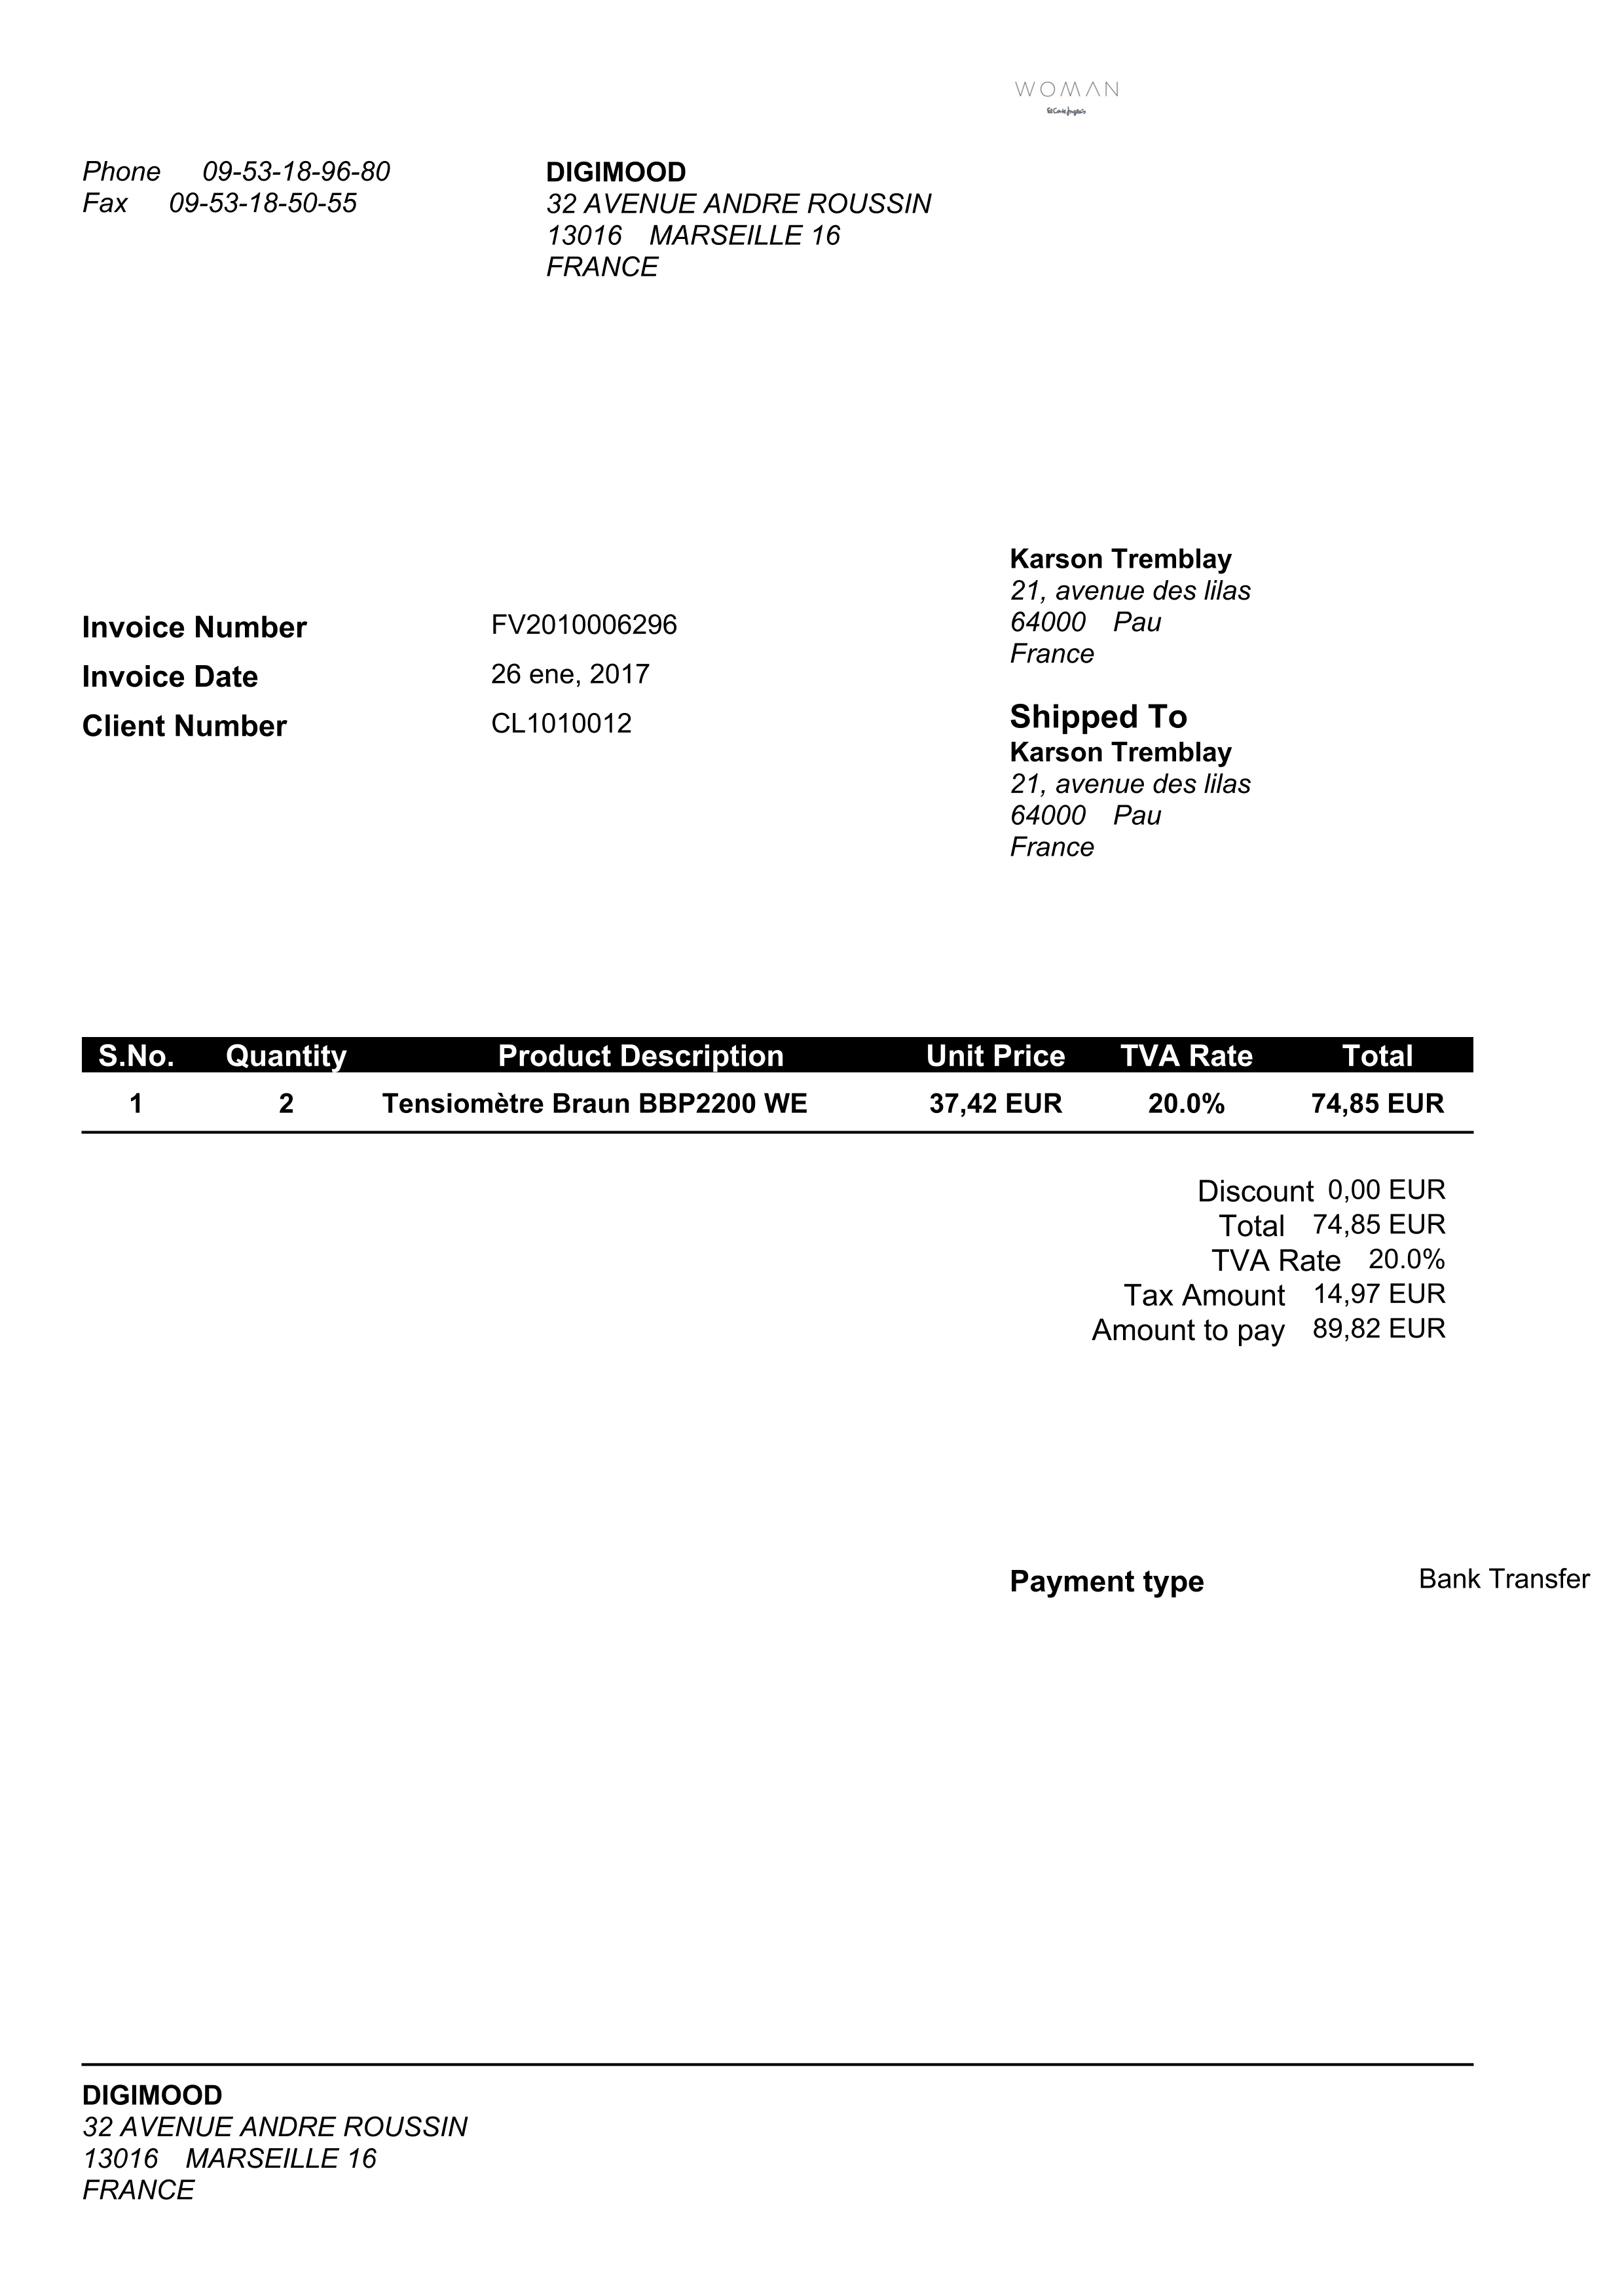 WOMAN
El Corte Inglés
Phone 09-53-18-96-80
Fax 09-53-18-50-55
DIGIMOOD
32 AVENUE ANDRE ROUSSIN
13016 MARSEILLE 16
FRANCE
Karson Tremblay
21, avenue des lilas
64000 Pau
France
Invoice Number FV2010006296
Invoice Date 26 ene, 2017
Client Number CL1010012
Shipped To
Karson Tremblay
21, avenue des lilas
64000 Pau
France
S.No. Quantity Product Description Unit Price TVA Rate Total
1 2 Tensiomètre Braun BBP2200 WE 37,42 EUR 20.0% 74,85 EUR
Discount 0,00 EUR
Total 74,85 EUR
TVA Rate 20.0%
Tax Amount 14,97 EUR
Amount to pay 89,82 EUR
Payment type Bank Transfer
DIGIMOOD
32 AVENUE ANDRE ROUSSIN
13016 MARSEILLE 16
FRANCE